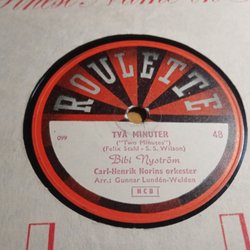 ROULETTE
099
48
TVÅ MINUTER
("Two Minutes")
(Felix Stahl - S. S. Wilson)
Bibi Nyström
Carl-Henrik Norins orkester
Arr.: Gunnar Lundén-Welden
NCB